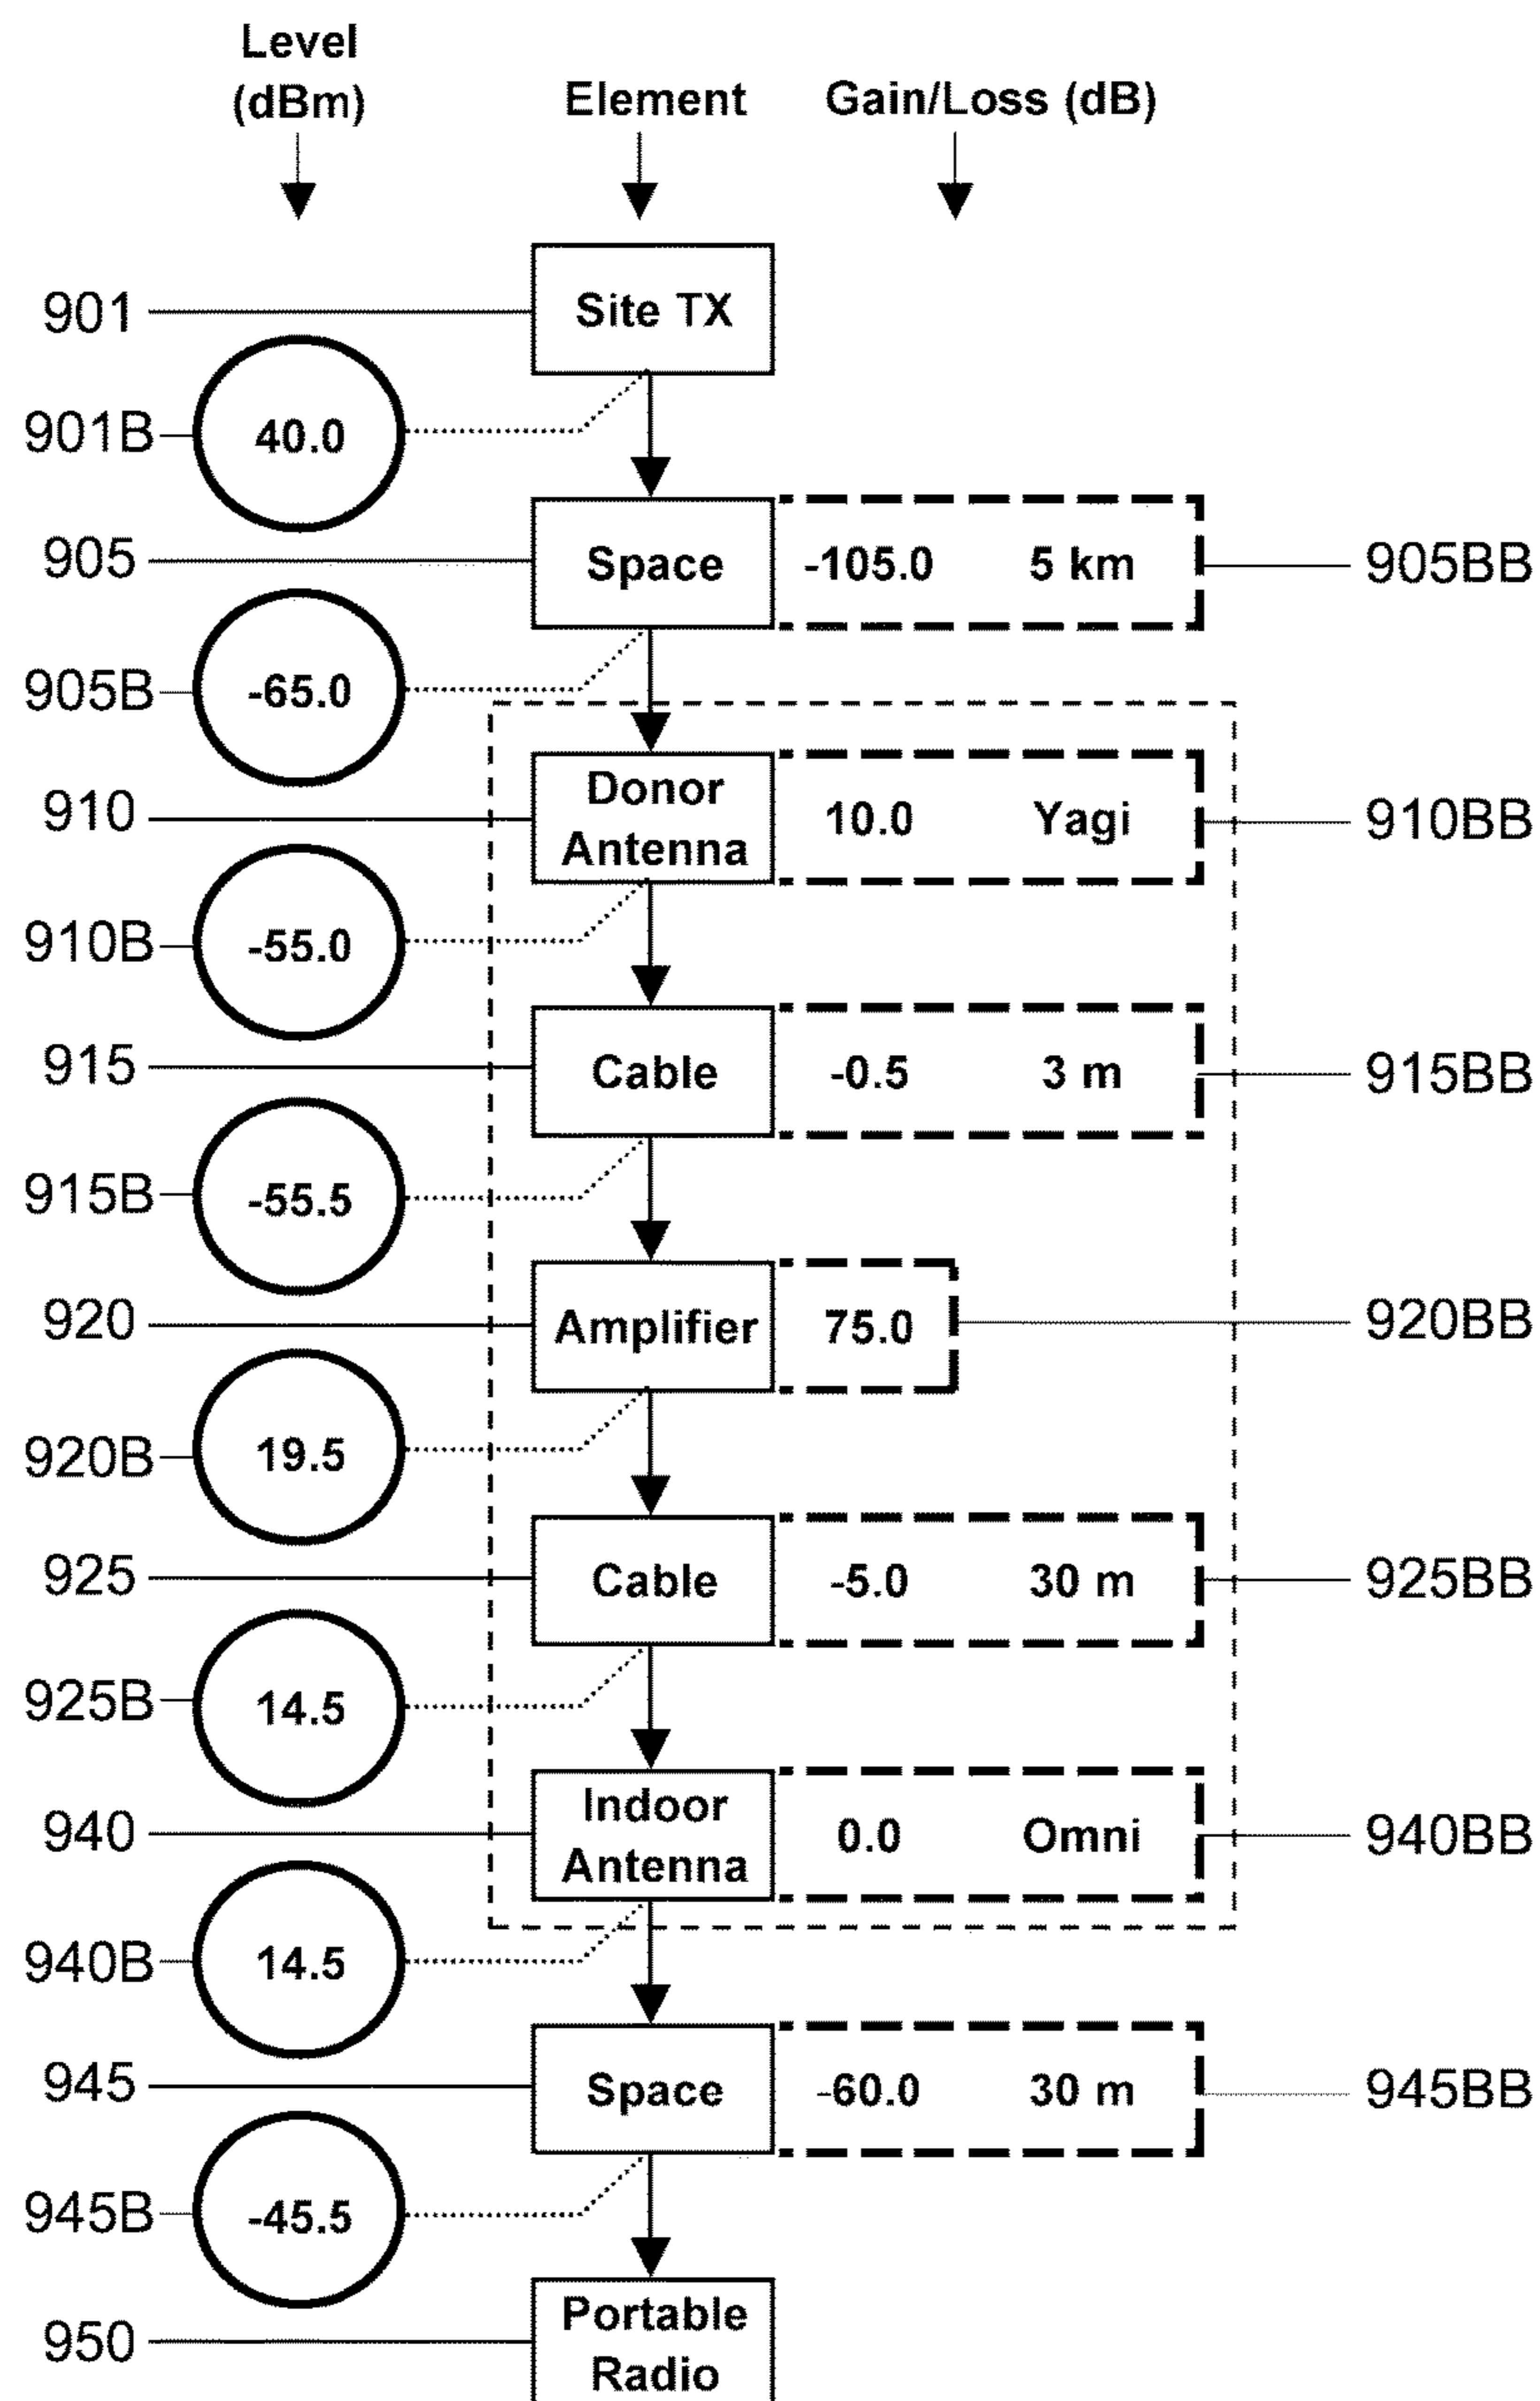 Level
(dBm)
Element
Gain/Loss (dB)
901
Site TX
901B
40.0
905
Space
-105.0 5 km
905BB
905B
-65.0
910
Donor
Antenna
10.0 Yagi
910BB
910B
-55.0
915
Cable
-0.5 3 m
915BB
915B
-55.5
920
Amplifier
75.0
920BB
920B
19.5
925
Cable
-5.0 30 m
925BB
925B
14.5
940
Indoor
Antenna
0.0 Omni
940BB
940B
14.5
945
Space
-60.0 30 m
945BB
945B
-45.5
950
Portable
Radio